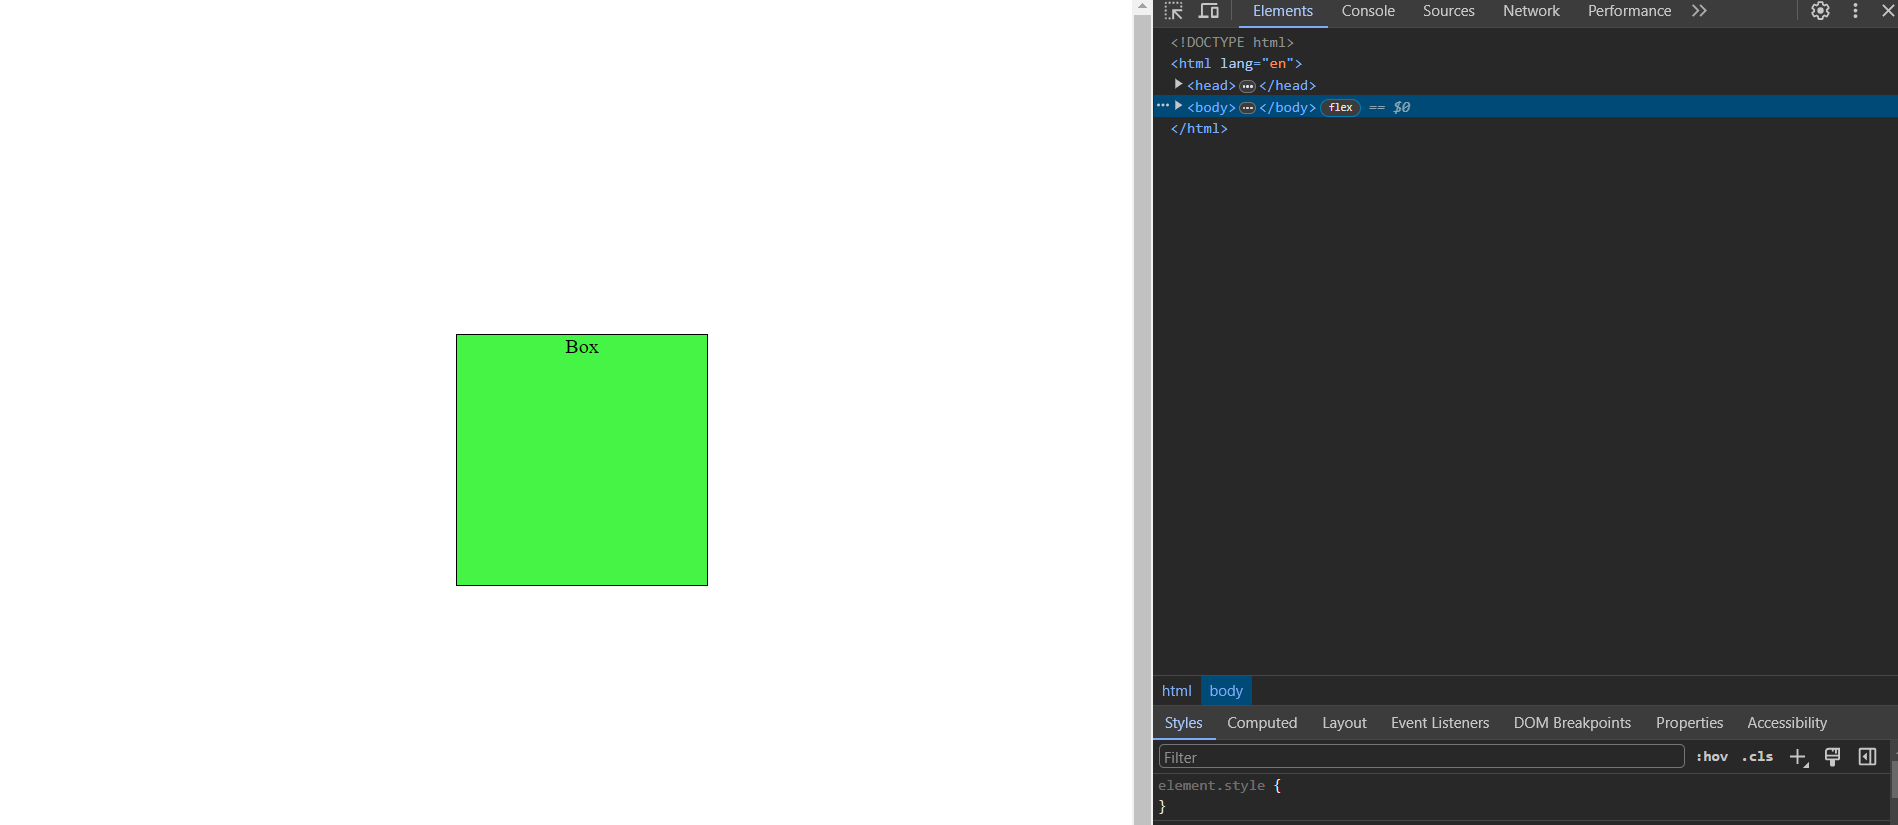 Box
Elements Console Sources Network Performance
<!DOCTYPE html>
<html lang="en">
<head> </head>
<body> </body> flex == $0
</html>
html body
Styles Computed Layout Event Listeners DOM Breakpoints Properties Accessibility
Filter :hov .cls
element.style {
}